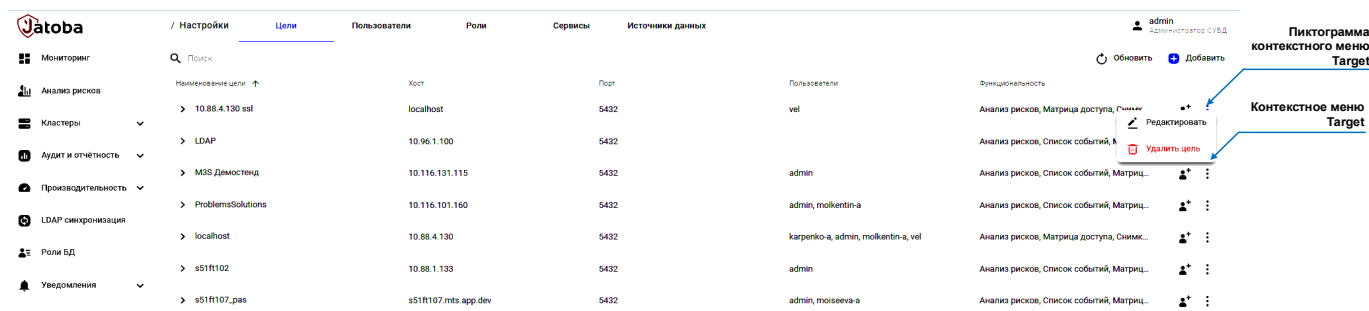 Jatoba
/ Настройки
Цели
Пользователи
Роли
Сервисы
Источники данных
admin
Администратор СУБД
Мониторинг
Анализ рисков
Кластеры
Аудит и отчётность
Производительность
LDAP синхронизация
Роли БД
Уведомления
Поиск
Обновить
Добавить
Наименование цели Хост Порт Пользователи Функциональность
10.88.4.130 ssl localhost 5432 vel Анализ рисков, Матрица доступа, Снимк...
LDAP 10.96.1.100 5432 Анализ рисков, Список событий,
M3S Демостенд 10.116.131.115 5432 admin Анализ рисков, Список событий, Матриц...
ProblemsSolutions 10.116.101.160 5432 admin, molkentin-a Анализ рисков, Список событий, Матриц...
localhost 10.88.4.130 5432 karpenko-a, admin, molkentin-a, vel Анализ рисков, Матрица доступа, Снимк...
s51ft102 10.88.1.133 5432 admin Анализ рисков, Список событий, Матриц...
s51ft107_pas s51ft107.mts.app.dev 5432 admin, moiseeva-a Анализ рисков, Список событий, Матриц...
Редактировать
Удалить цель
Пиктограмма
контекстного меню
Target
Контекстное меню
Target